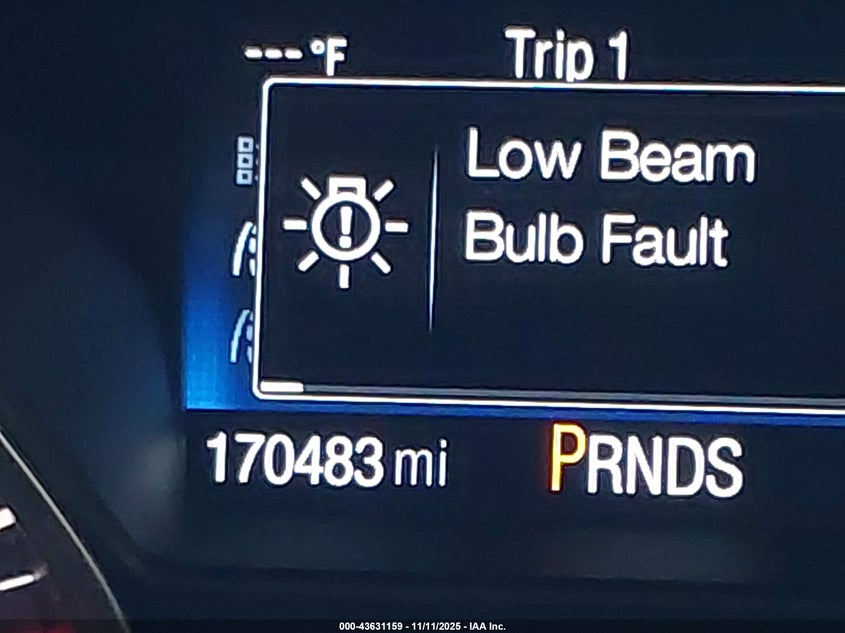 ---°F Trip 1
Low Beam
Bulb Fault
170483 mi PRNDS
000-43631159 - 11/11/2025 - IAA Inc.